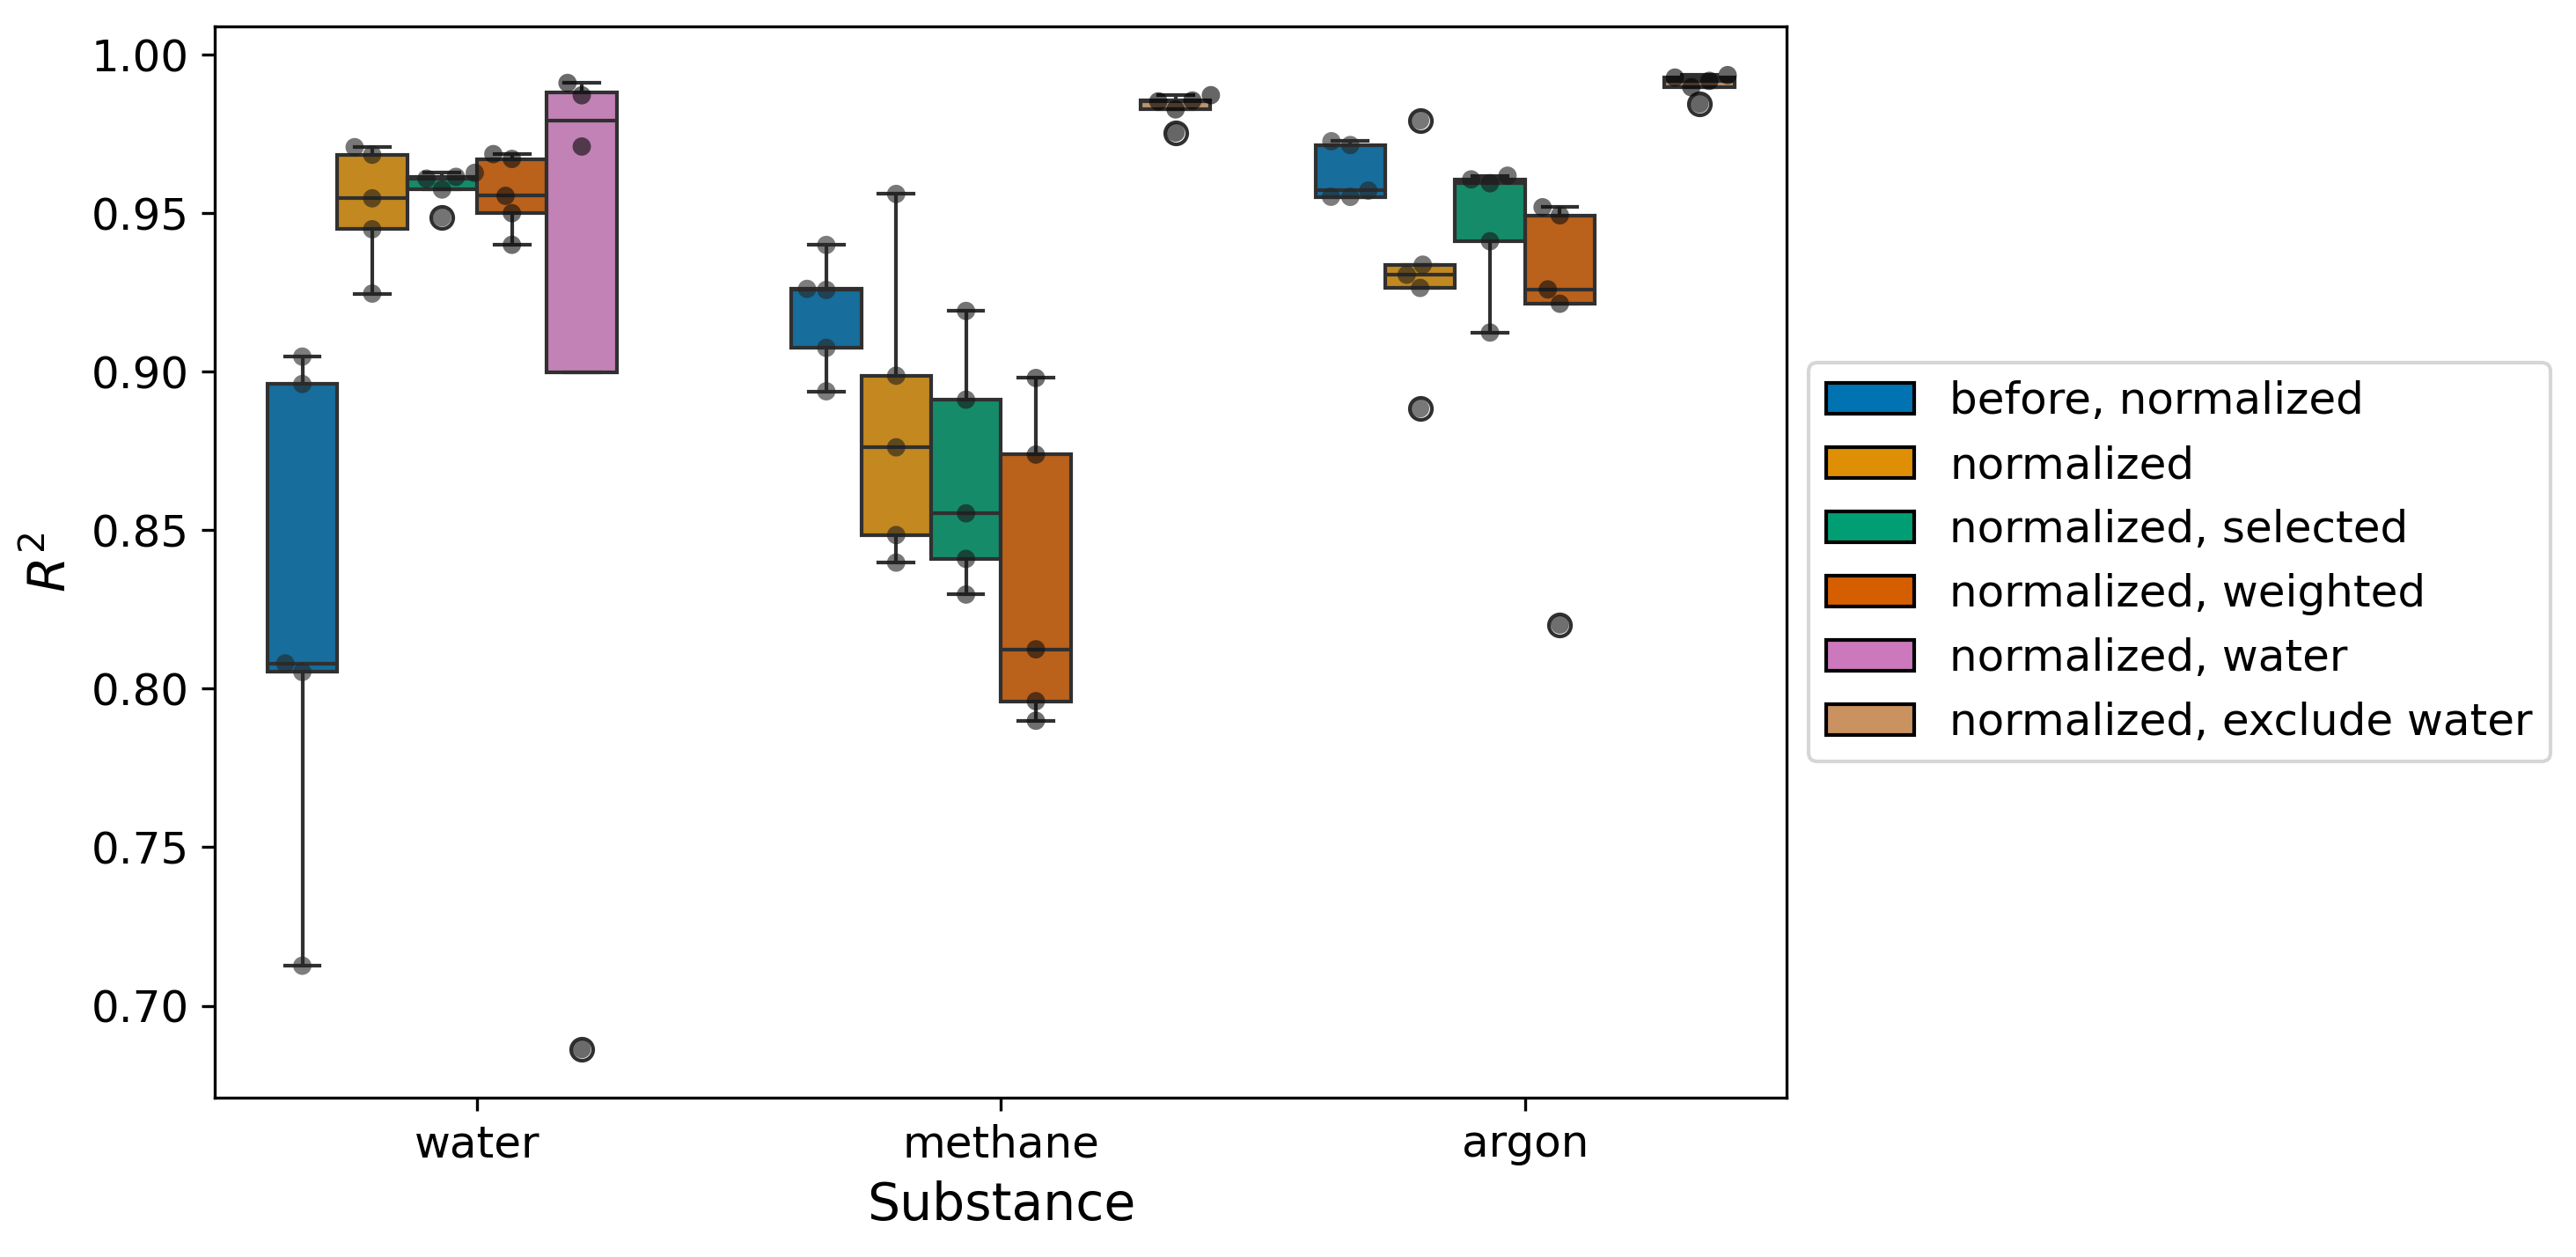 1.00
0.95
0.90
0.85
0.80
0.75
0.70
R²
water
methane
argon
Substance
before, normalized
normalized
normalized, selected
normalized, weighted
normalized, water
normalized, exclude water